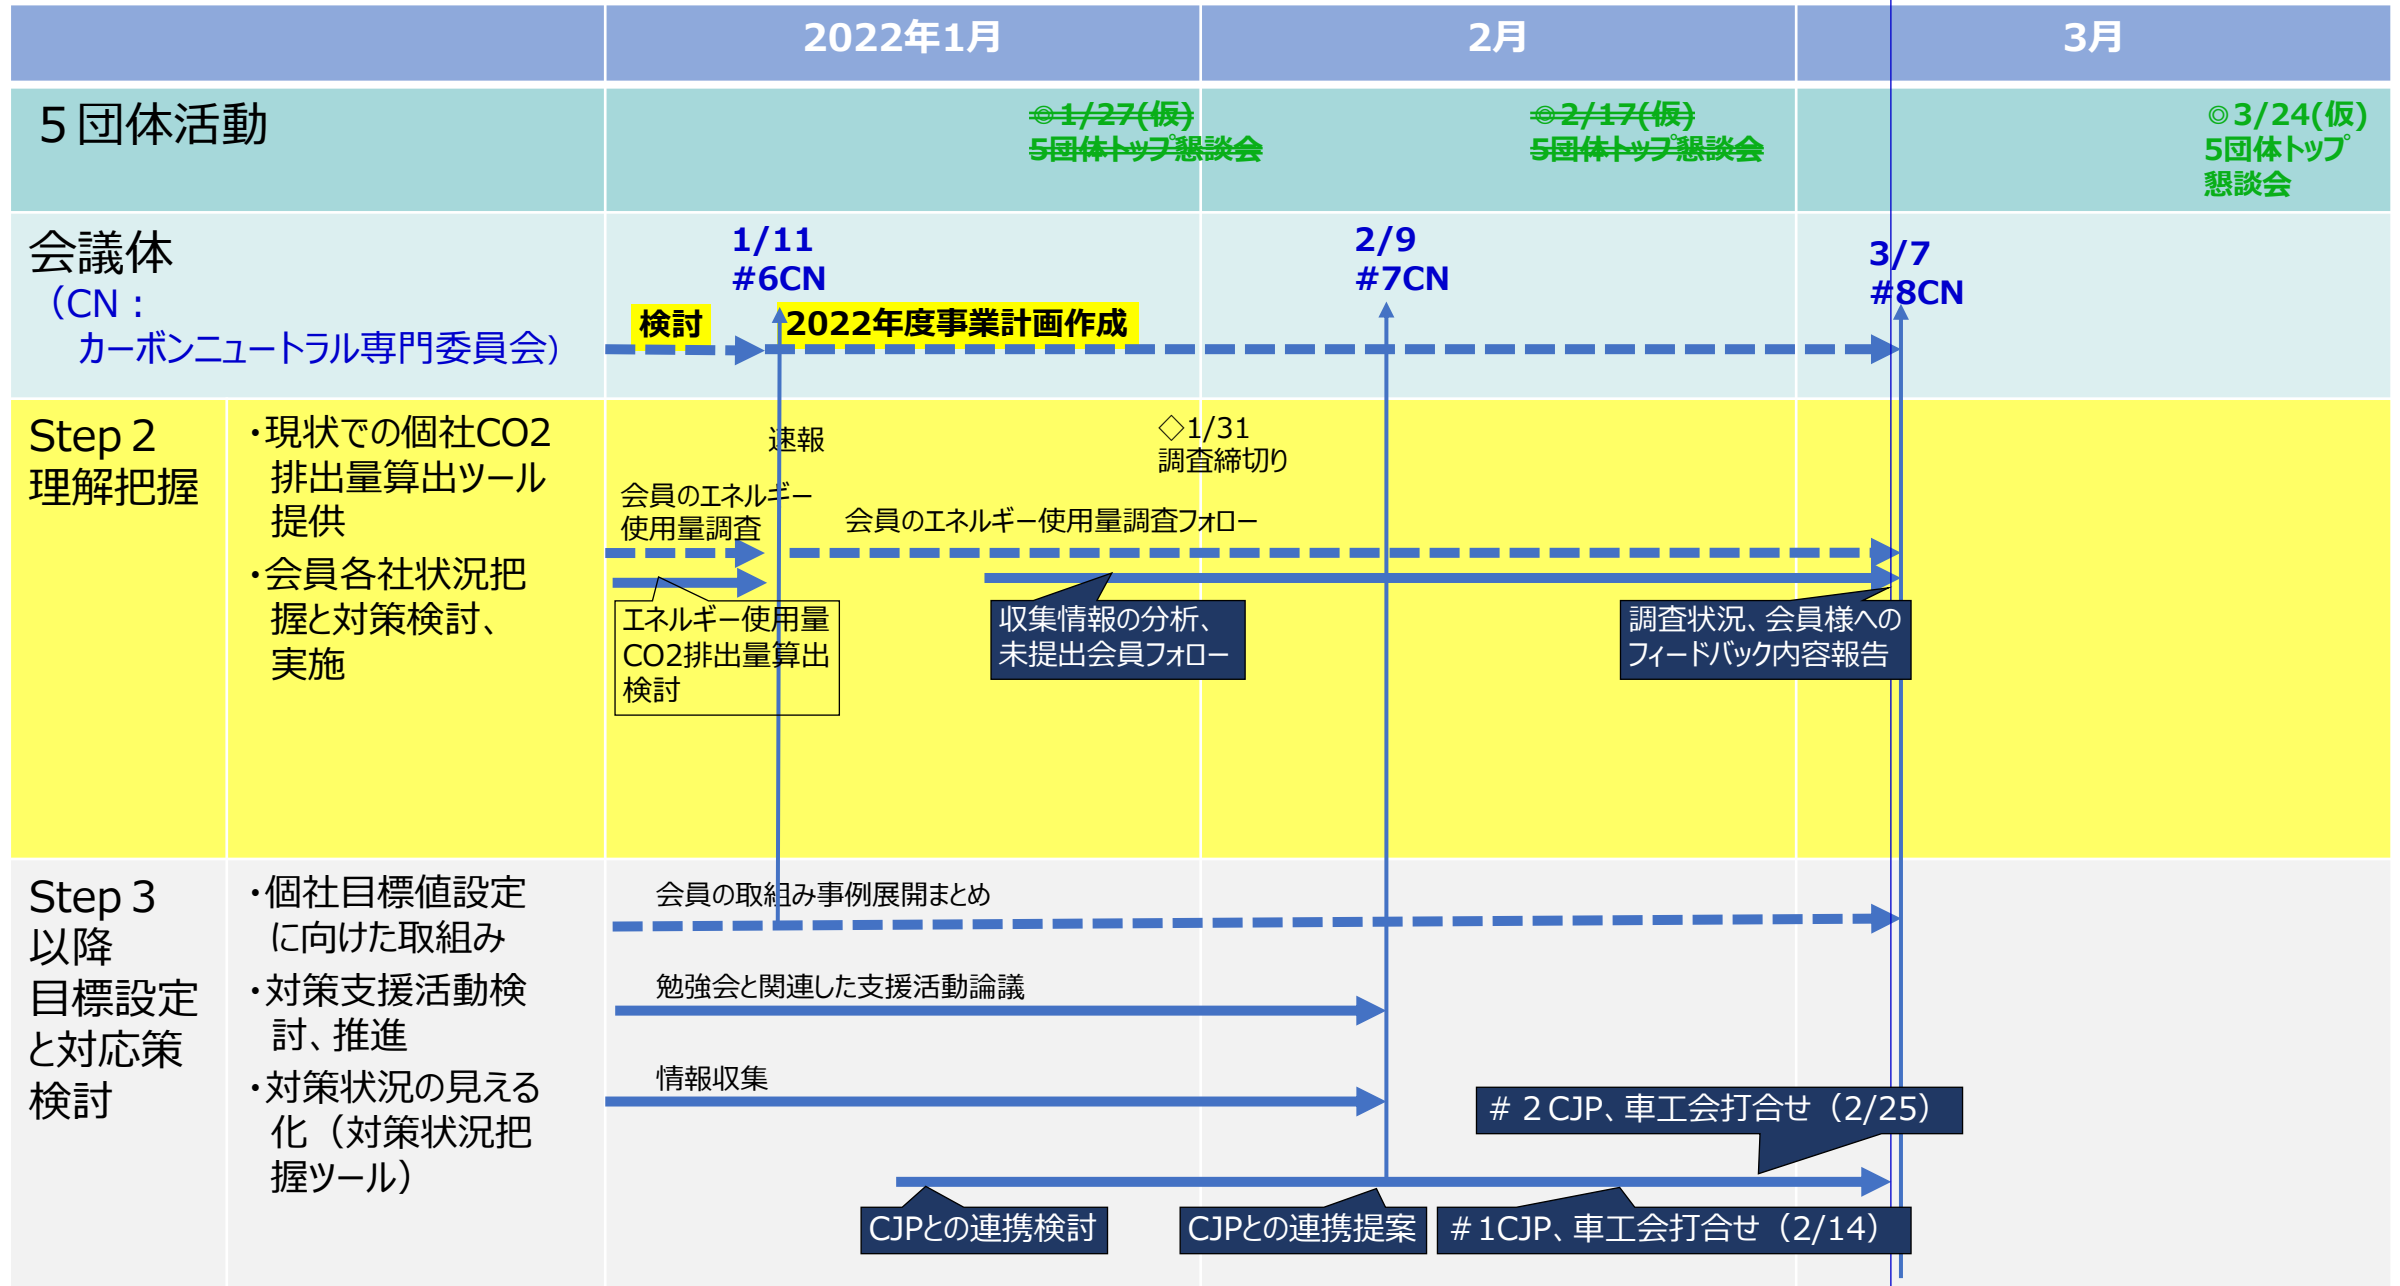 2022年1月
2月
3月
５団体活動
◎1/27(仮)
5団体トップ懇談会
◎2/17(仮)
5団体トップ懇談会
◎3/24(仮)
5団体トップ
懇談会
会議体
（CN：
カーボンニュートラル専門委員会）
1/11
#6CN
2/9
#7CN
3/7
#8CN
検討
2022年度事業計画作成
Step２
理解把握
・現状での個社CO2
排出量算出ツール
提供
・会員各社状況把
握と対策検討、
実施
速報
◇1/31
調査締切り
会員のエネルギー
使用量調査
会員のエネルギー使用量調査フォロー
エネルギー使用量
CO2排出量算出
検討
収集情報の分析、
未提出会員フォロー
調査状況、会員様への
フィードバック内容報告
Step３
以降
目標設定
と対応策
検討
・個社目標値設定
に向けた取組み
・対策支援活動検
討、推進
・対策状況の見える
化（対策状況把
握ツール）
会員の取組み事例展開まとめ
勉強会と関連した支援活動論議
情報収集
＃２CJP、車工会打合せ（2/25）
CJPとの連携検討
CJPとの連携提案
＃1CJP、車工会打合せ（2/14）